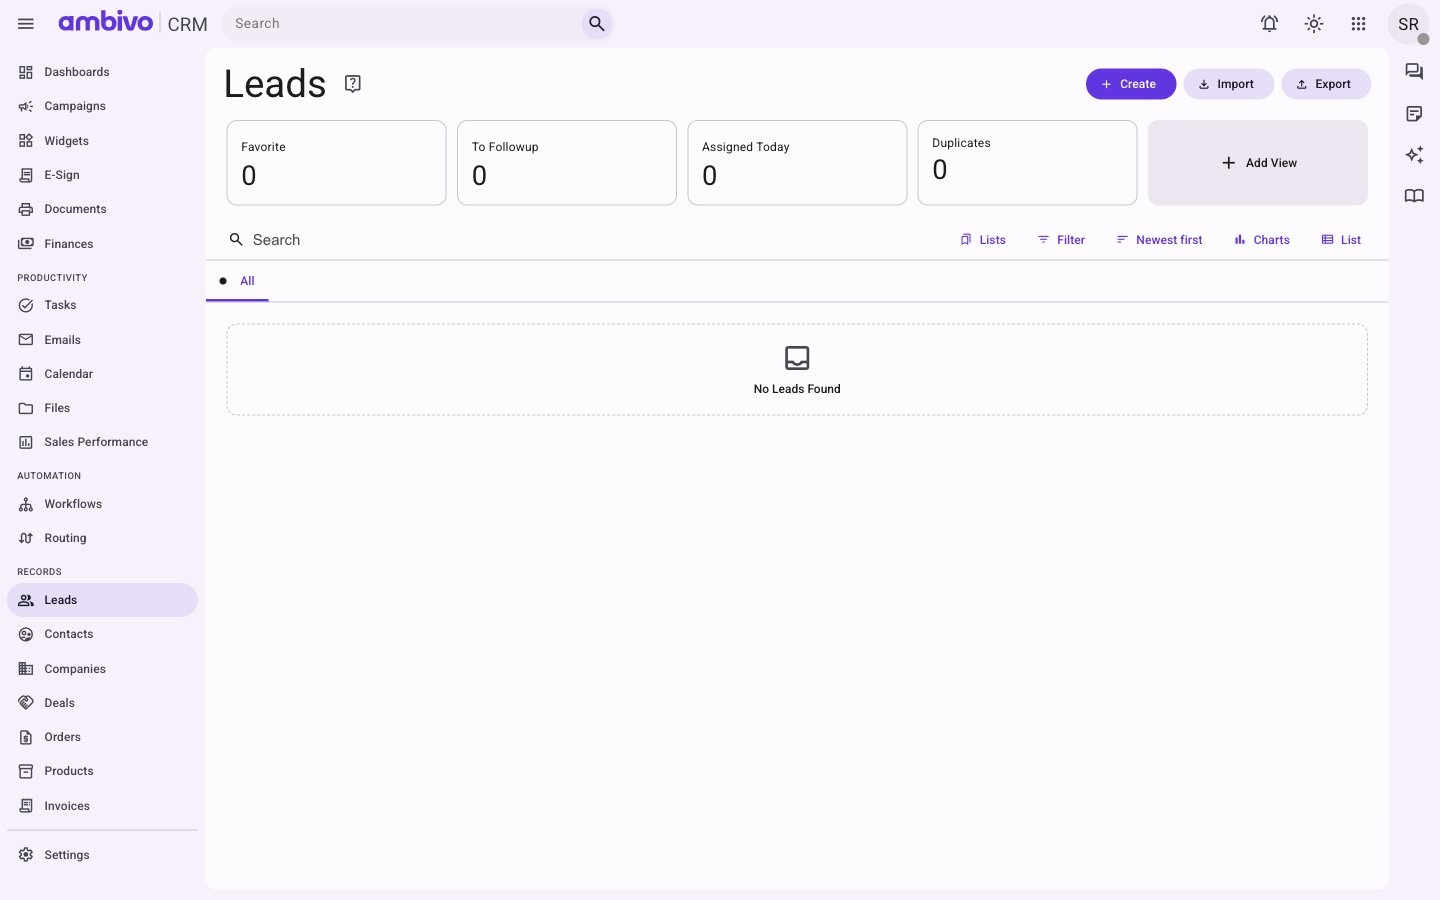 ambivo CRM
Search
SR
Dashboards
Campaigns
Widgets
E-Sign
Documents
Finances
PRODUCTIVITY
Tasks
Emails
Calendar
Files
Sales Performance
AUTOMATION
Workflows
Routing
RECORDS
Leads
Contacts
Companies
Deals
Orders
Products
Invoices
Settings
Leads
Create
Import
Export
Favorite
0
To Followup
0
Assigned Today
0
Duplicates
0
Add View
Search
Lists
Filter
Newest first
Charts
List
All
No Leads Found